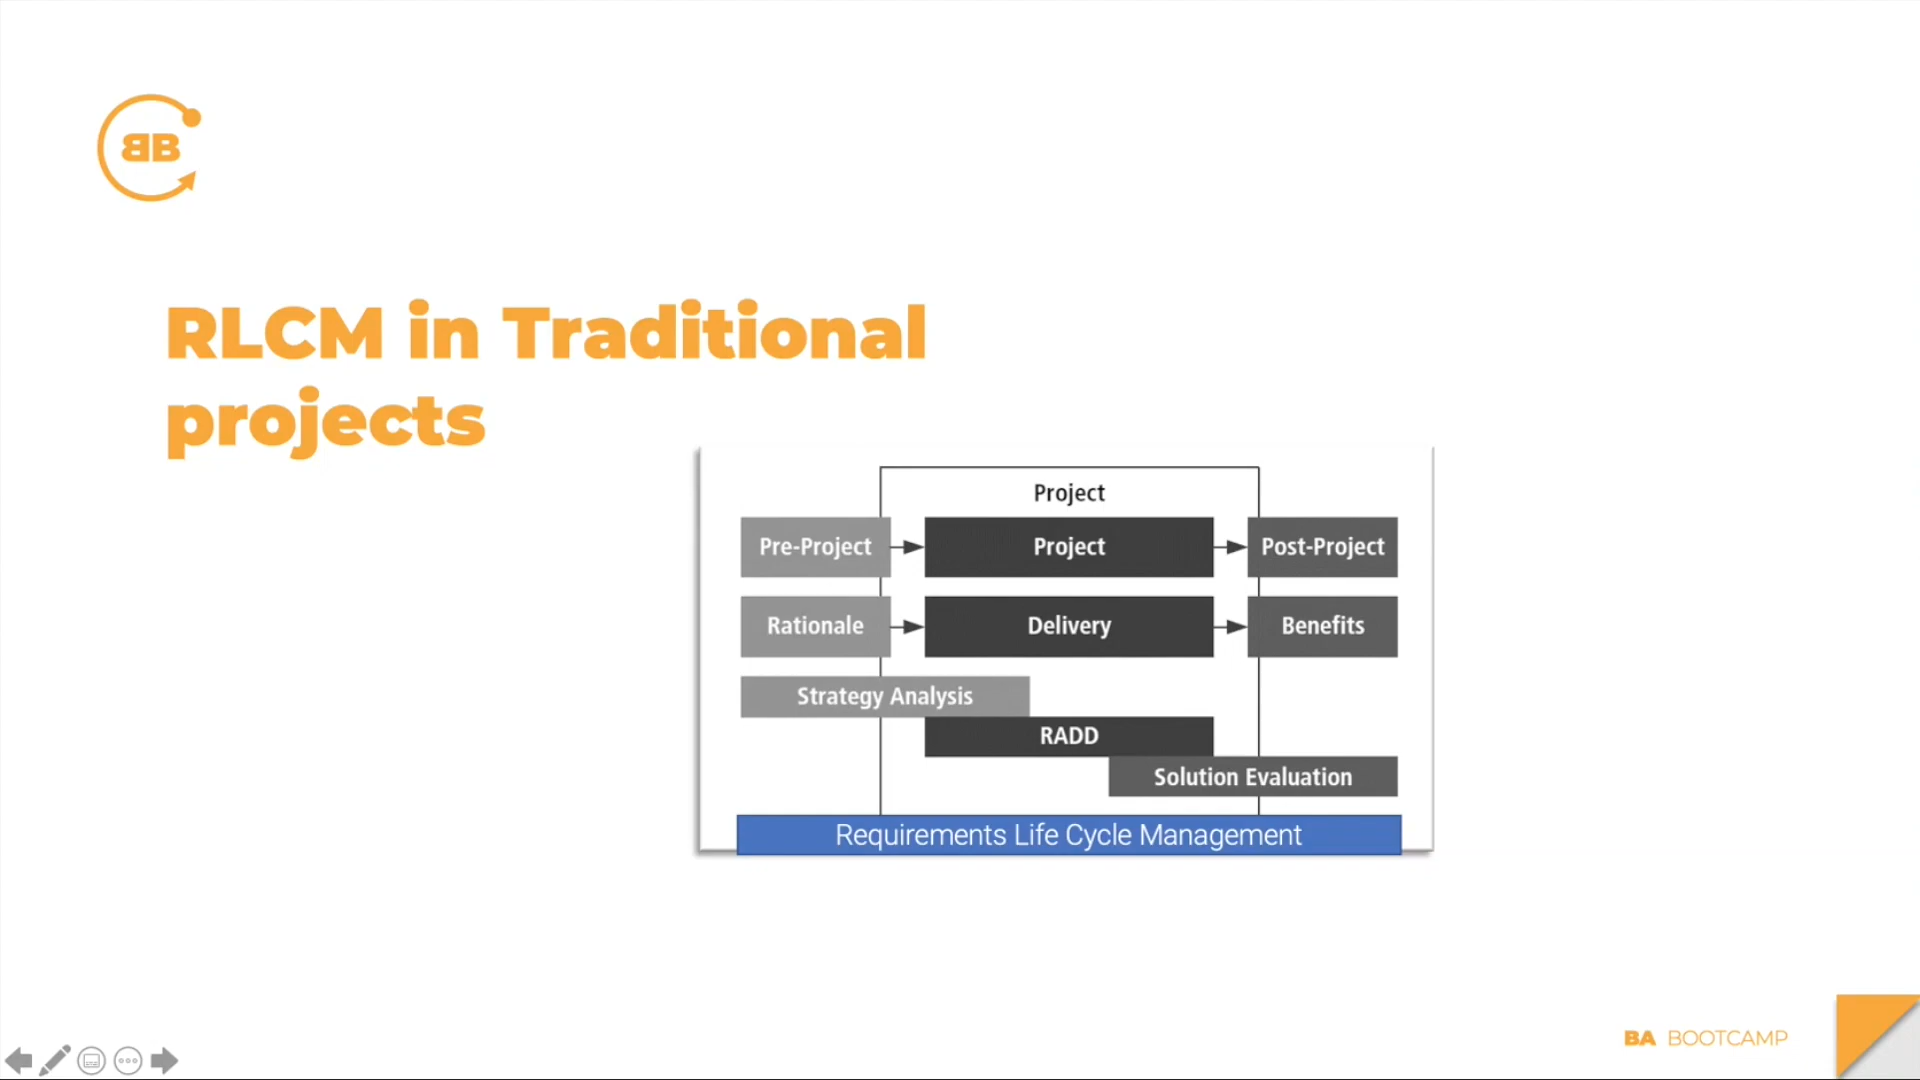 BB
RLCM in Traditional
projects
Project
Pre-Project Project Post-Project
Rationale Delivery Benefits
Strategy Analysis
RADD
Solution Evaluation
Requirements Life Cycle Management
BA BOOTCAMP